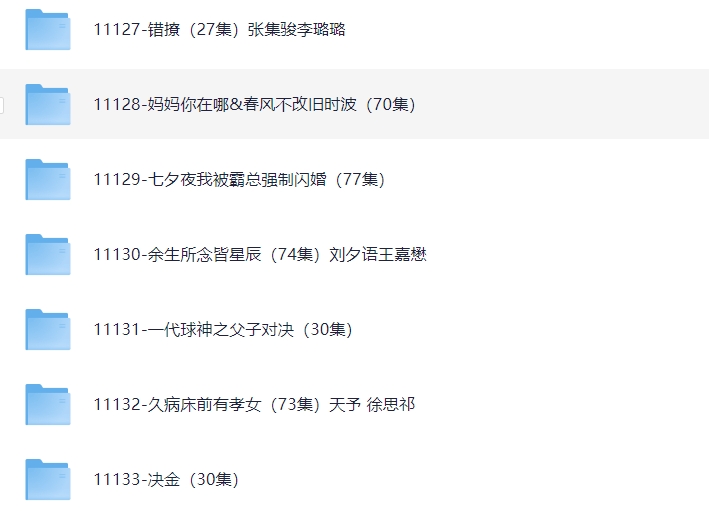 11127-错撩（27集）张集骏李璐璐
11128-妈妈你在哪&春风不改旧时波（70集）
11129-七夕夜我被霸总强制闪婚（77集）
11130-余生所念皆星辰（74集）刘夕语王嘉懋
11131-一代球神之父子对决（30集）
11132-久病床前有孝女（73集）天予 徐思祁
11133-决金（30集）